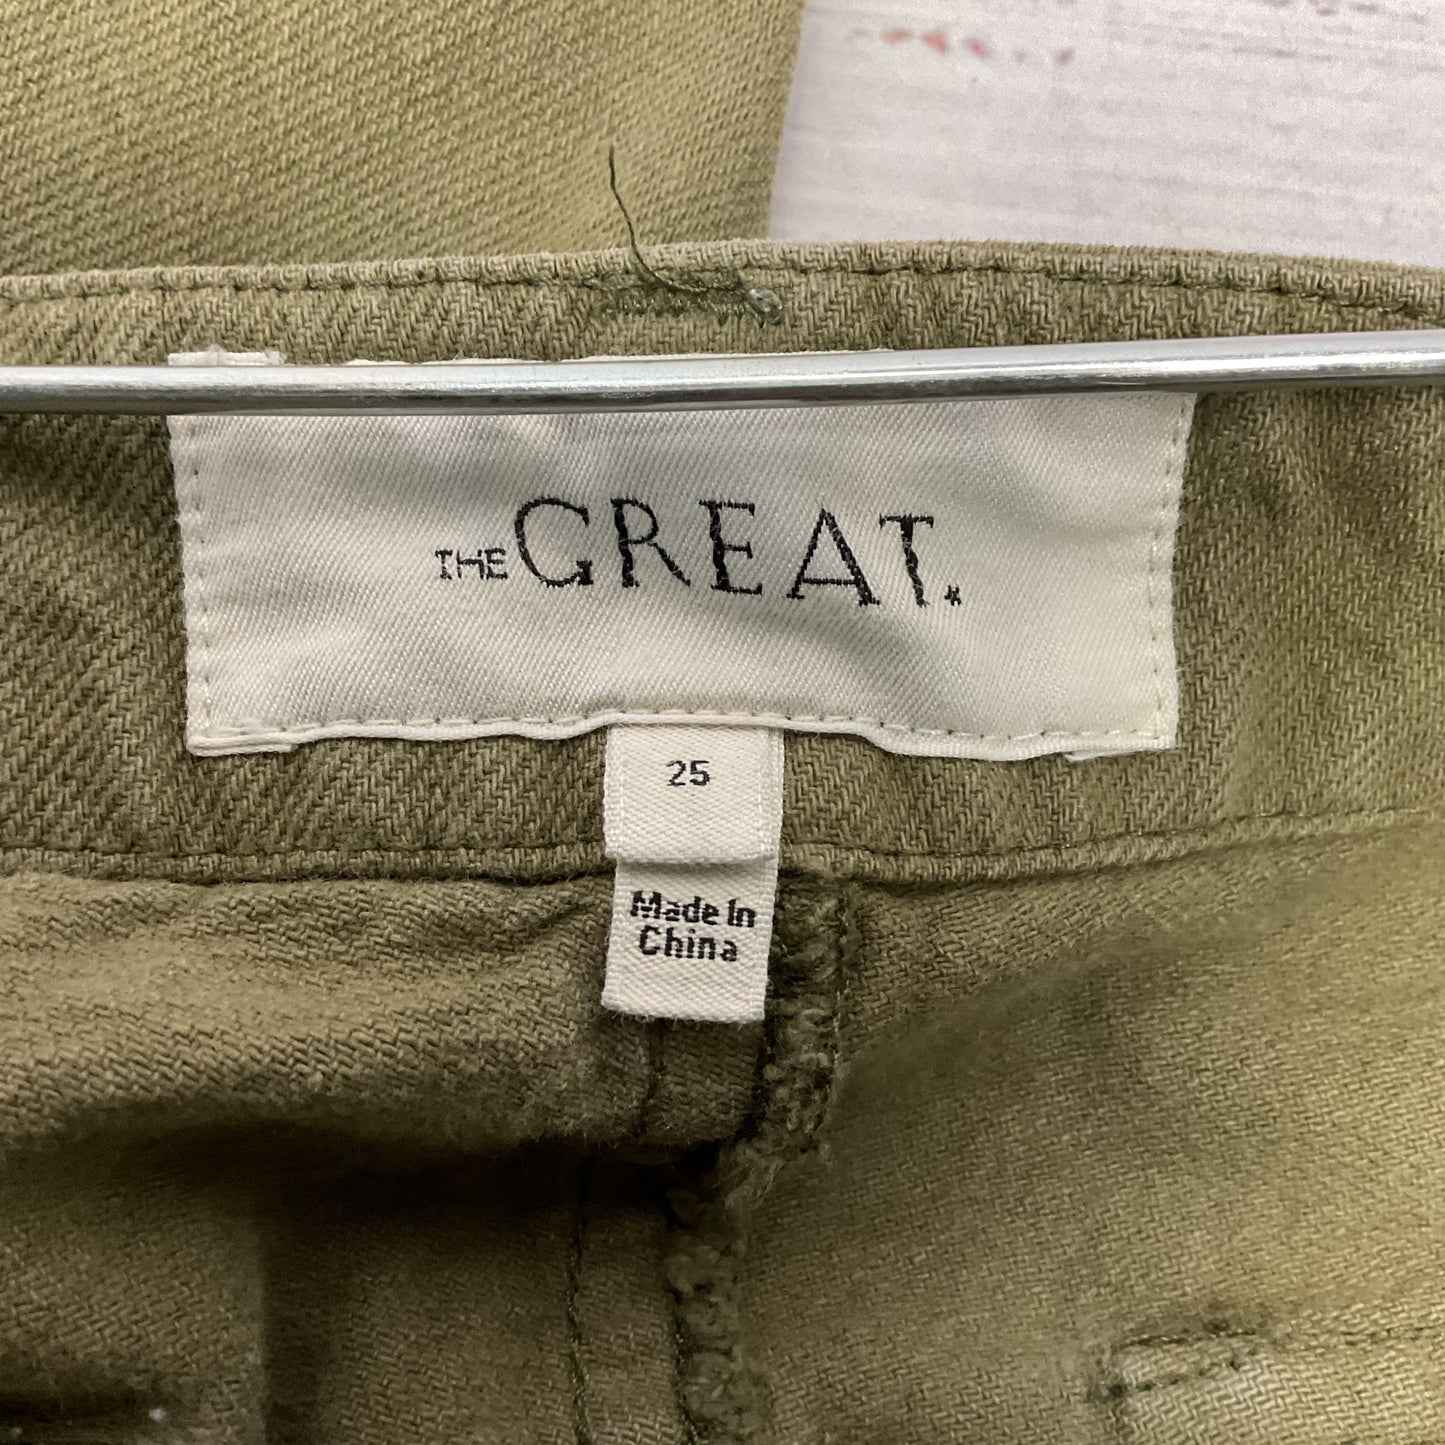 THE GREAT.
25
Made In
China